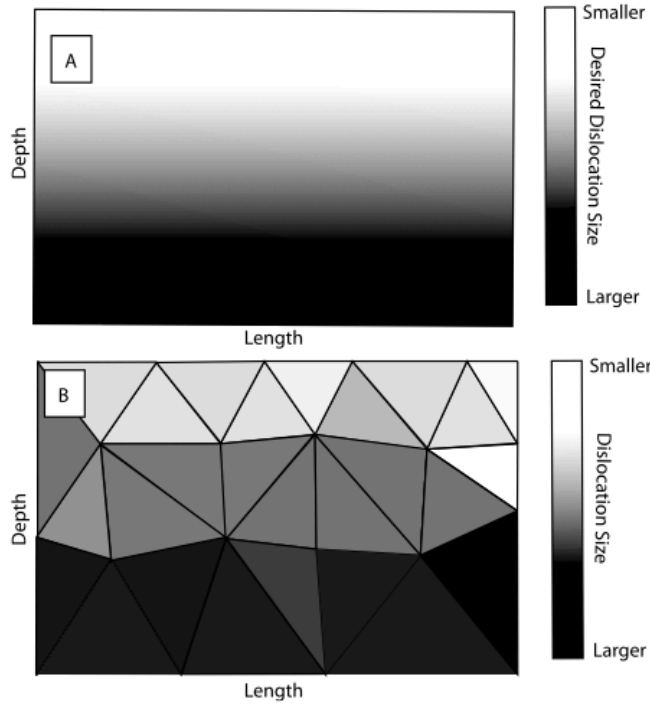 Smaller
A
Depth
Desired Dislocation Size
Larger
Length
Smaller
B
Depth
Dislocation Size
Larger
Length